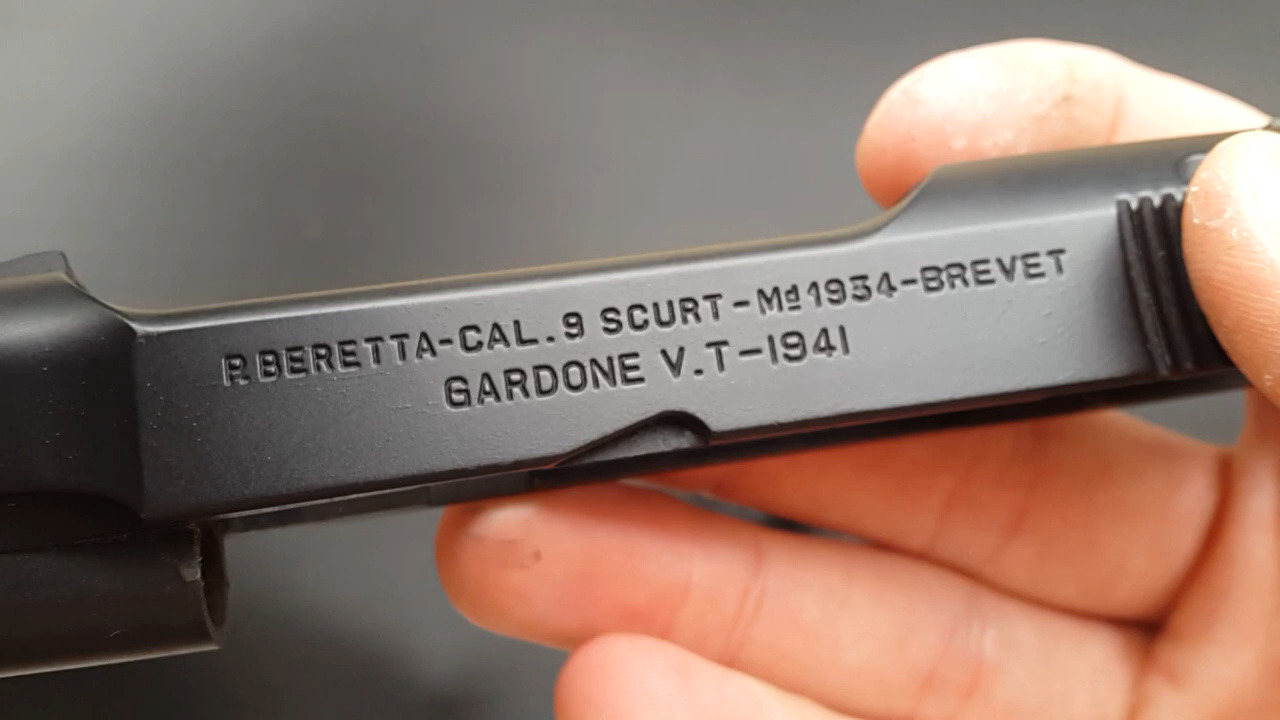 P. BERETTA-CAL. 9 SCURT-Md 1934-BREVET
GARDONE V.T-1941